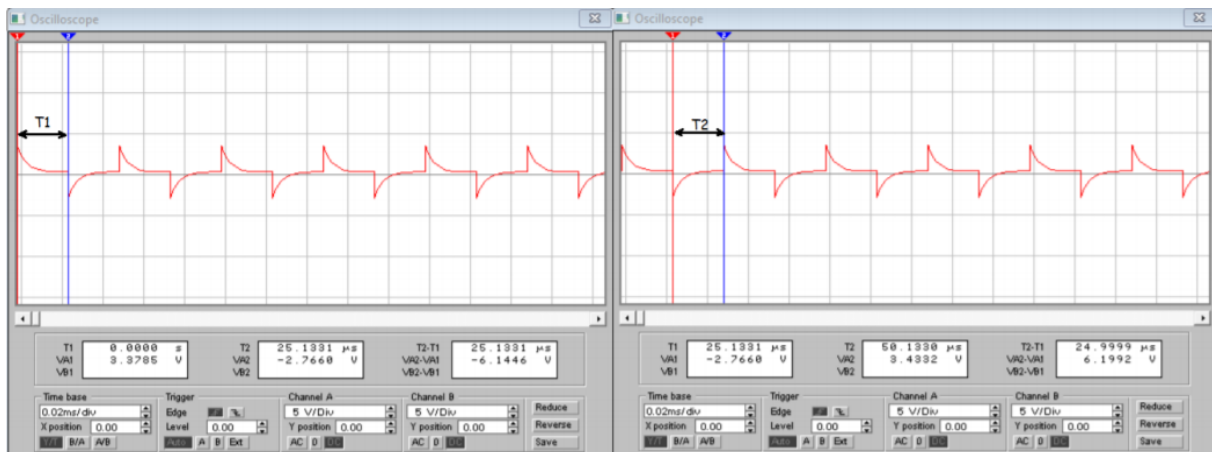 Oscilloscope
1 2
T1
T1 0.0000 s T2 25.1331 µs T2-T1 25.1331 µs
VA1 3.3785 V VA2 -2.7660 V VA2-VA1 -6.1446 V
VB1 VB2 VB2-VB1
Time base Trigger Channel A Channel B
0.02ms/div Edge 5 V/Div 5 V/Div Reduce
X position 0.00 Level 0.00 Y position 0.00 Y position 0.00 Reverse
Y/T B/A A/B Auto A B Ext AC 0 DC AC 0 DC Save
Oscilloscope
1 2
T2
T1 25.1331 µs T2 50.1330 µs T2-T1 24.9999 µs
VA1 -2.7660 V VA2 3.4332 V VA2-VA1 6.1992 V
VB1 VB2 VB2-VB1
Time base Trigger Channel A Channel B
0.02ms/div Edge 5 V/Div 5 V/Div Reduce
X position 0.00 Level 0.00 Y position 0.00 Y position 0.00 Reverse
Y/T B/A A/B Auto A B Ext AC 0 DC AC 0 DC Save